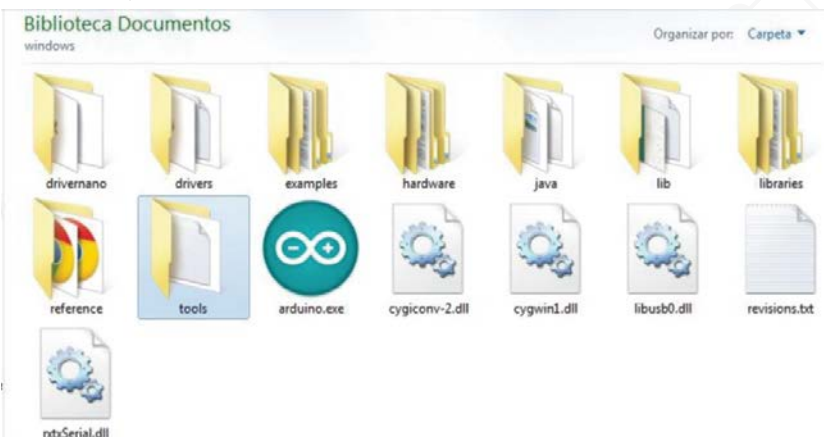 Biblioteca Documentos
windows
Organizar por: Carpeta
drivernano drivers examples hardware java lib libraries
reference tools arduino.exe cygiconv-2.dll cygwin1.dll libusb0.dll revisions.txt
rxtxSerial.dll